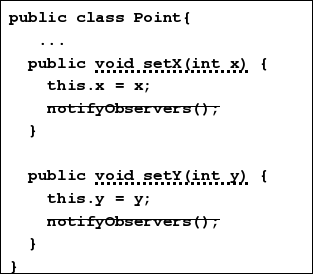 public class Point{
...
public void setX(int x) {
this.x = x;
notifyObservers();
}
public void setY(int y) {
this.y = y;
notifyObservers();
}
}